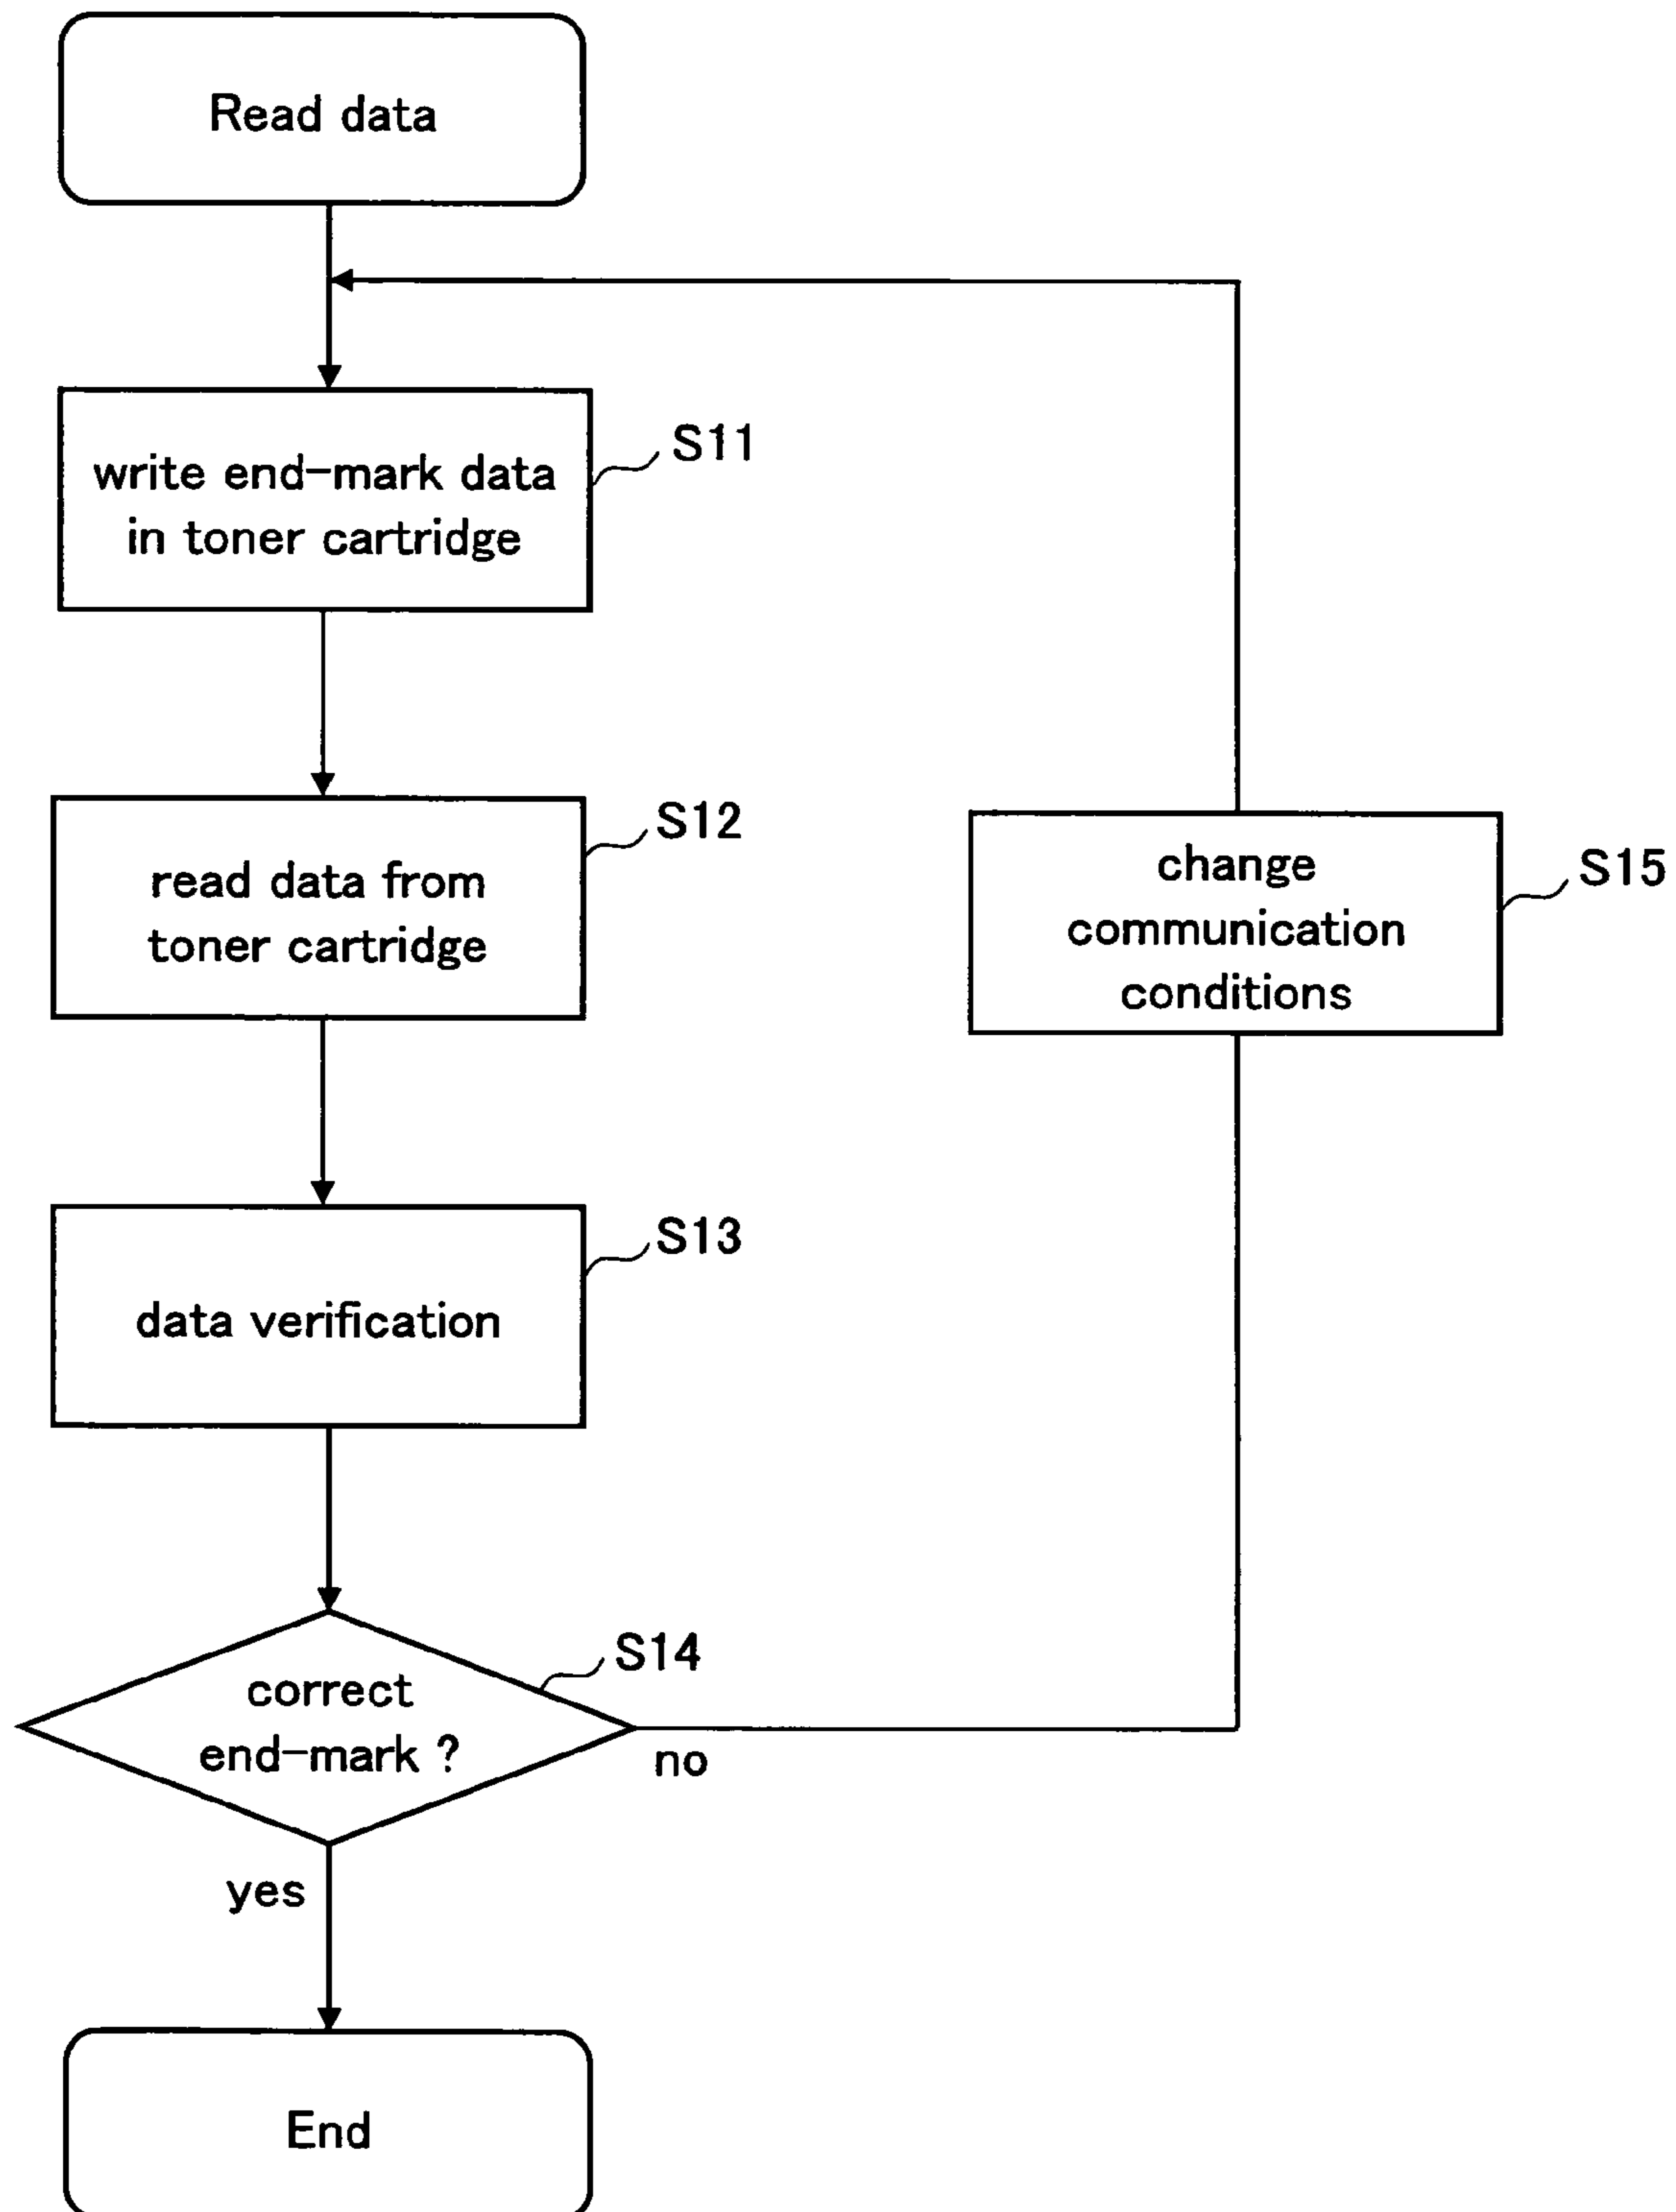 Read data
write end-mark data
in toner cartridge
S11
read data from
toner cartridge
S12
change
communication
conditions
S15
data verification
S13
correct
end-mark ?
S14
no
yes
End